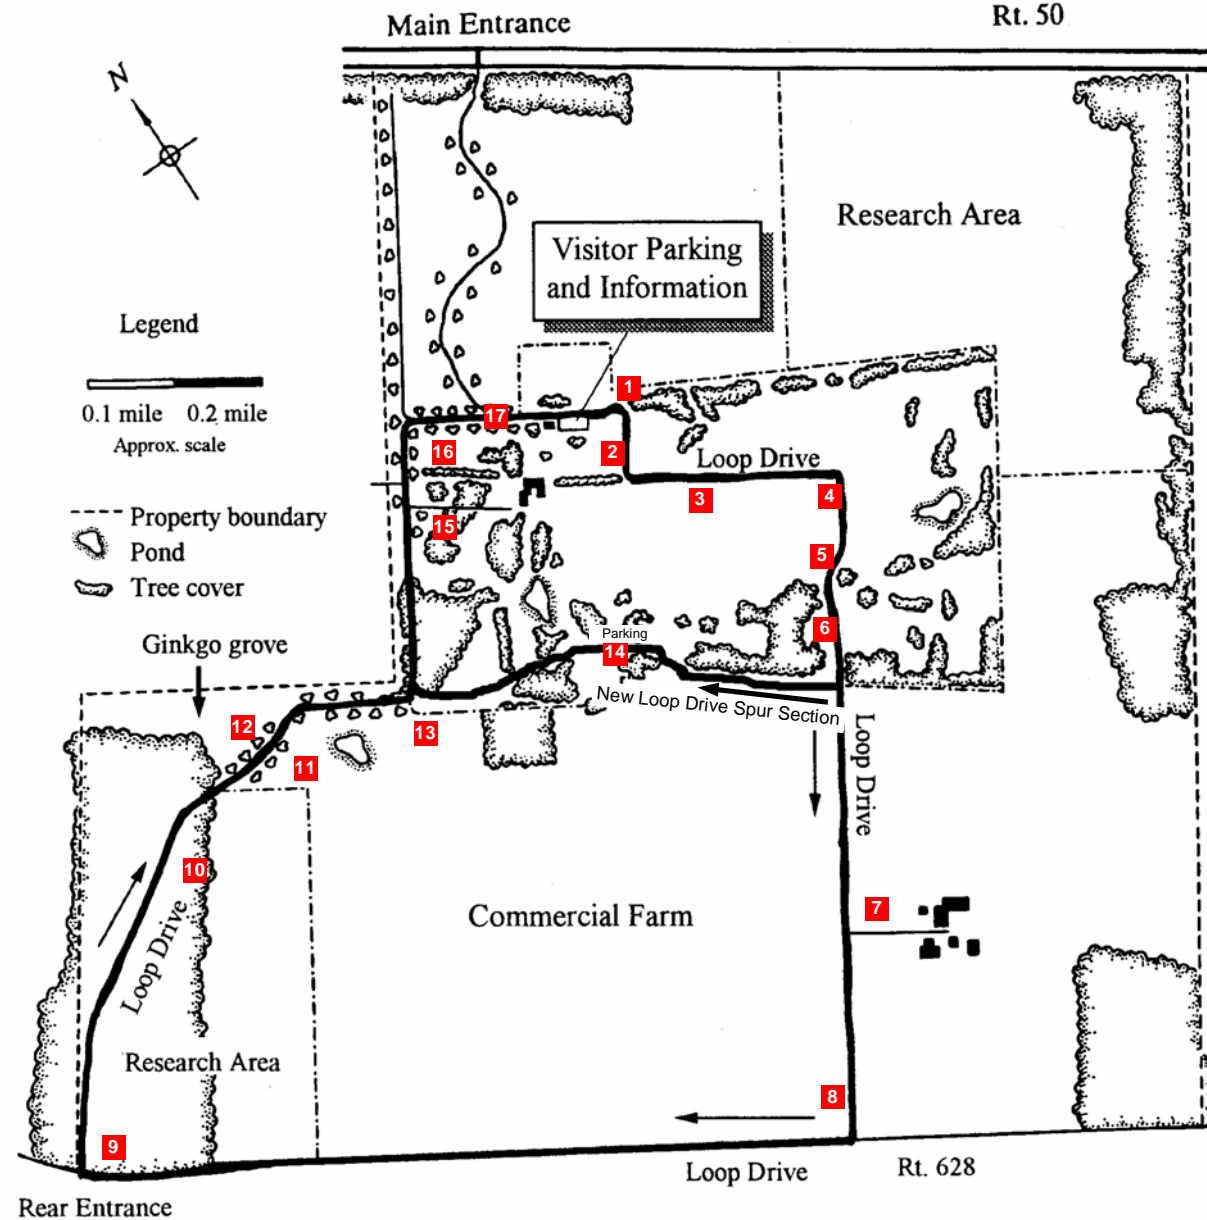 Main Entrance
Rt. 50
N
Research Area
Visitor Parking
and Information
Legend
0.1 mile 0.2 mile
Approx. scale
1
17
2
16
Loop Drive
3
4
15
Property boundary
Pond
Tree cover
5
6
Ginkgo grove
Parking
14
New Loop Drive Spur Section
12
13
11
Loop Drive
10
7
Commercial Farm
Loop Drive
Research Area
8
9
Loop Drive
Rt. 628
Rear Entrance